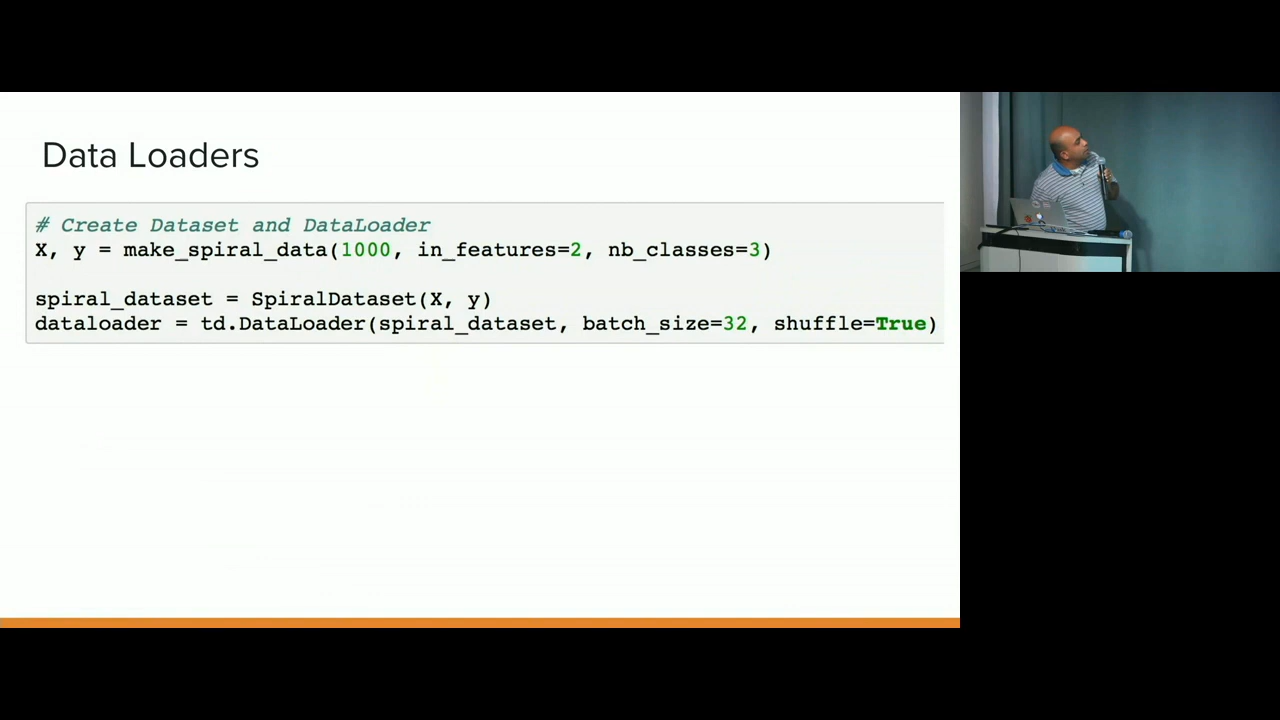 Data Loaders
# Create Dataset and DataLoader
X, y = make_spiral_data(1000, in_features=2, nb_classes=3)
spiral_dataset = SpiralDataset(X, y)
dataloader = td.DataLoader(spiral_dataset, batch_size=32, shuffle=True)